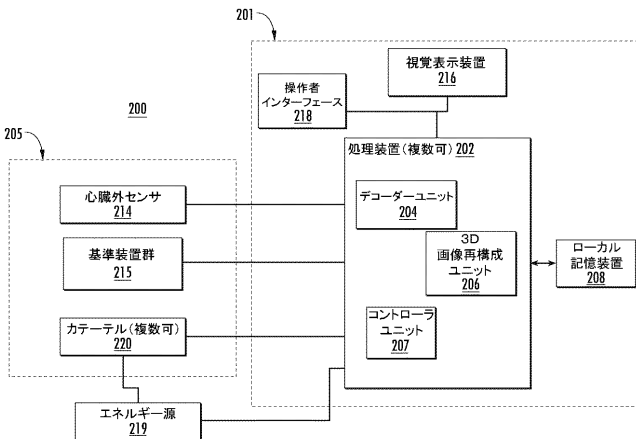 201
視覚表示装置
216
操作者
インターフェース
218
200
205
処理装置(複数可) 202
心臓外センサ
214
デコーダーユニット
204
3D
画像再構成
ユニット
206
基準装置群
215
ローカル
記憶装置
208
コントローラ
ユニット
207
カテーテル(複数可)
220
エネルギー源
219